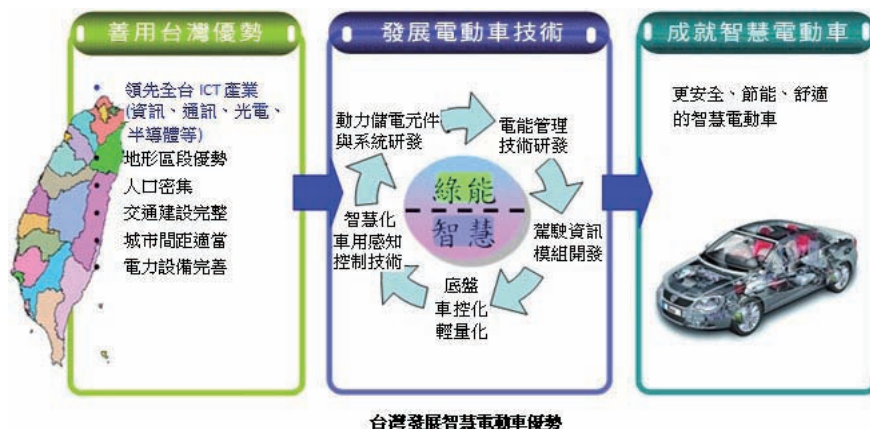 善用台灣優勢
領先全台 ICT 產業
(資訊、通訊、光電、
半導體等)
地形區段優勢
人口密集
交通建設完整
城市間距適當
電力設備完善
發展電動車技術
動力儲電元件
與系統研發
電能管理
技術研發
駕駛資訊
模組開發
底盤
車控化
輕量化
智慧化
車用感知
控制技術
綠能
智慧
成就智慧電動車
更安全、節能、舒適
的智慧電動車
台灣發展智慧電動車優勢